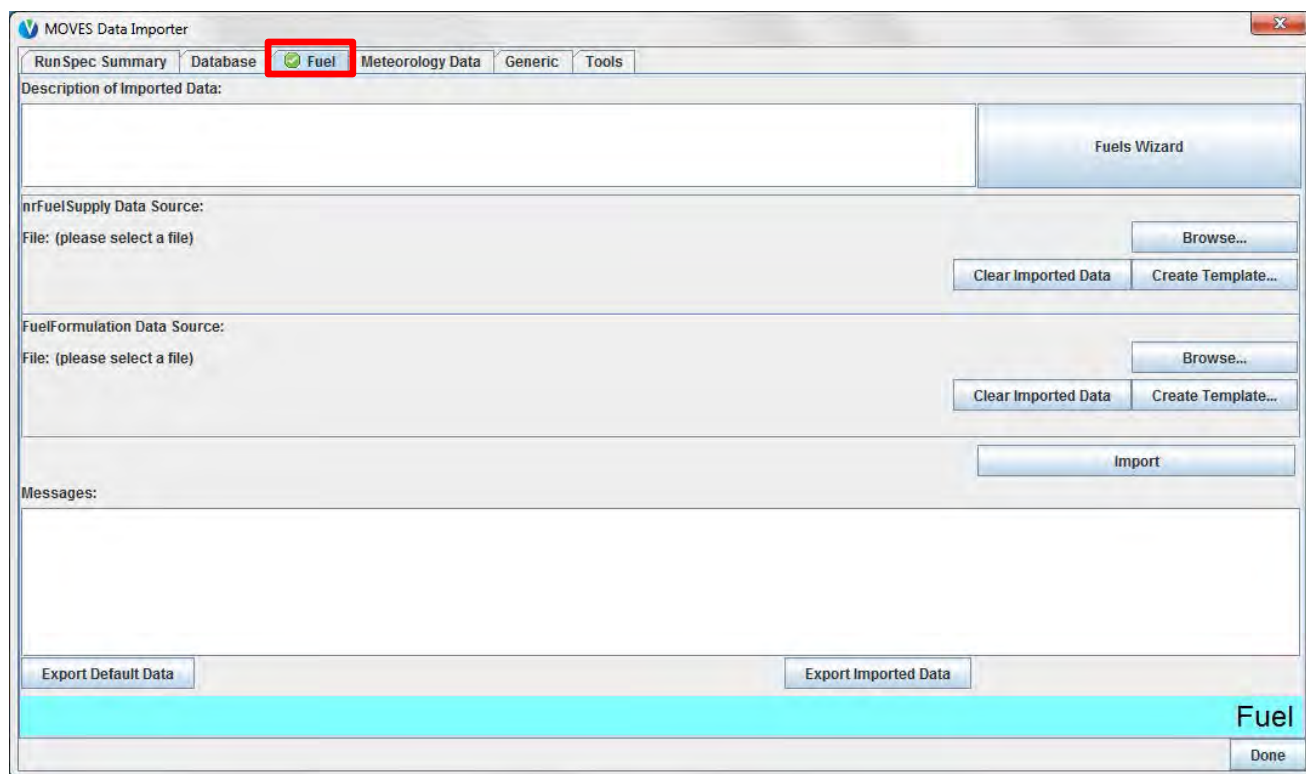 MOVES Data Importer
RunSpec Summary Database Fuel Meteorology Data Generic Tools
Description of Imported Data:
Fuels Wizard
nrFuelSupply Data Source:
File: (please select a file) Browse...
Clear Imported Data Create Template...
FuelFormulation Data Source:
File: (please select a file) Browse...
Clear Imported Data Create Template...
Import
Messages:
Export Default Data Export Imported Data
Fuel
Done